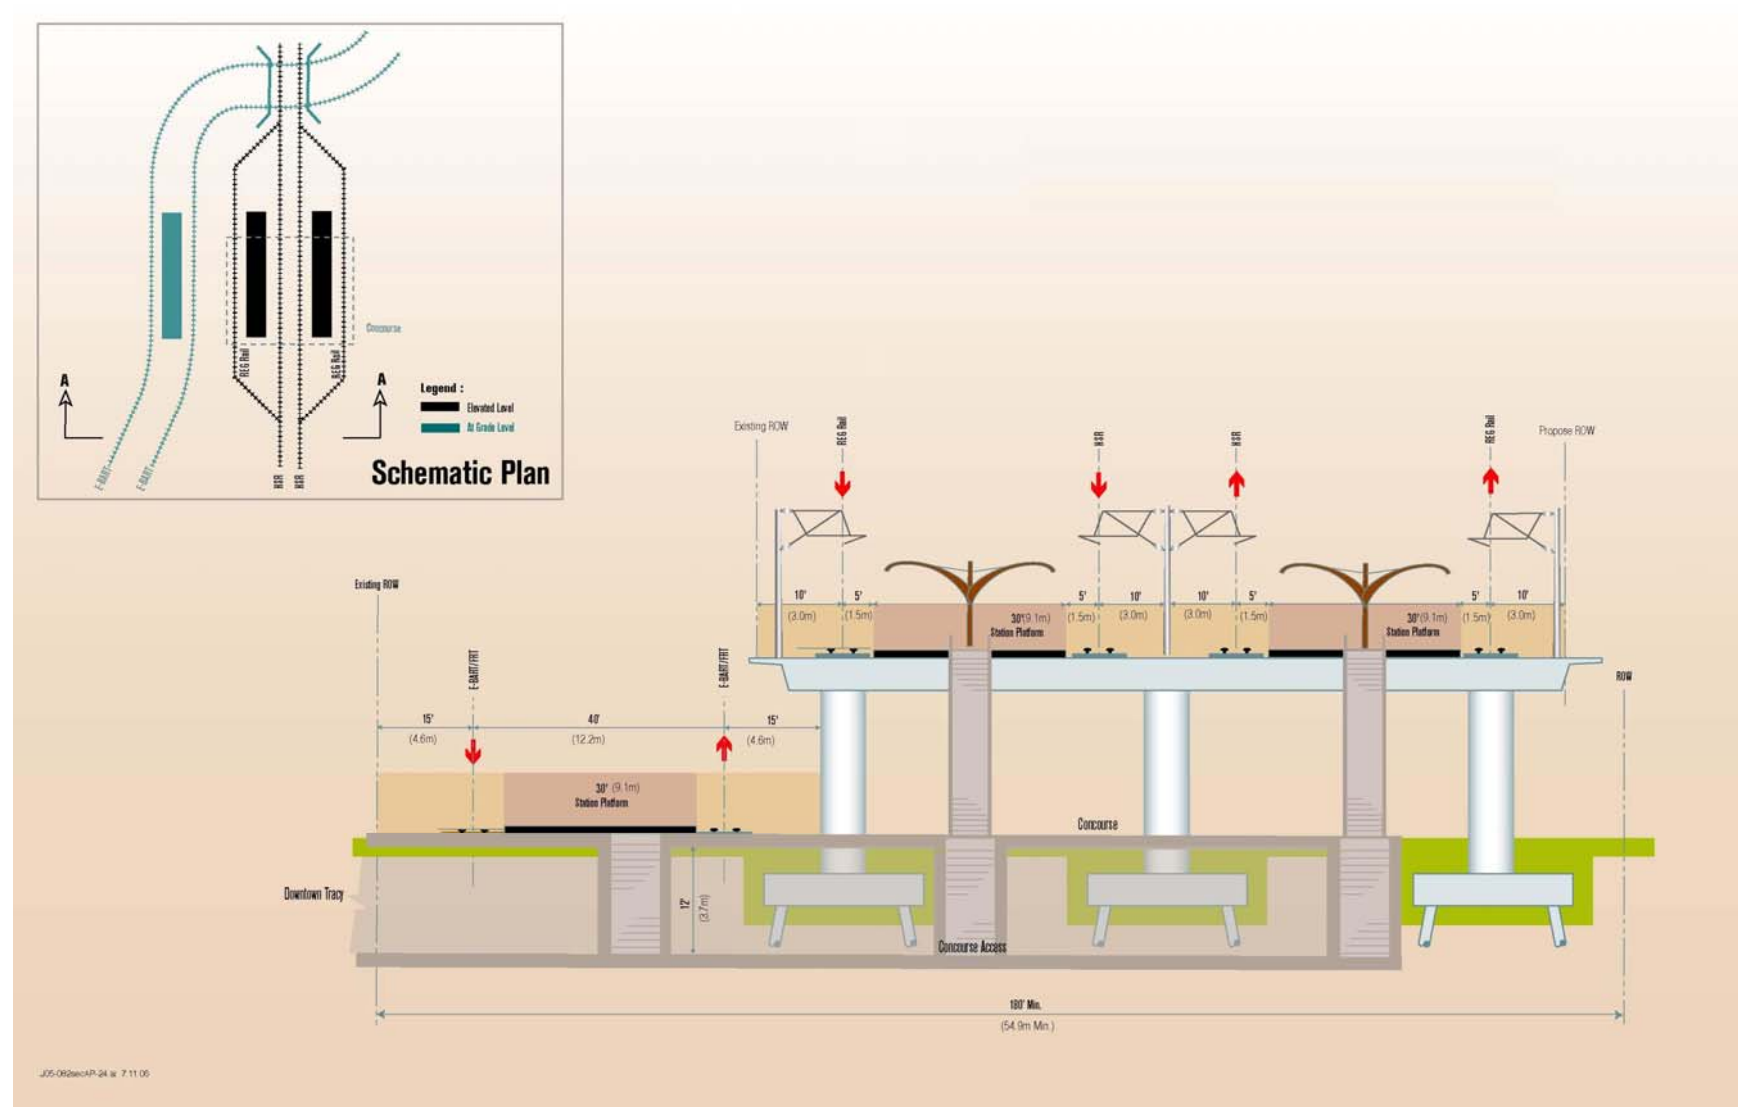 Concourse
REG Rail
REG Rail
A
A
Legend :
Elevated Level
At Grade Level
E-BART
E-BART
HSR
HSR
Schematic Plan
Existing ROW
REG Rail
HSR
HSR
REG Rail
Propose ROW
Existing ROW
10'
(3.0m)
5'
(1.5m)
30'(9.1m)
Station Platform
5'
(1.5m)
10'
(3.0m)
10'
(3.0m)
5'
(1.5m)
30'(9.1m)
Station Platform
5'
(1.5m)
10'
(3.0m)
E-BART/FRT
E-BART/FRT
ROW
15'
(4.6m)
40'
(12.2m)
15'
(4.6m)
30' (9.1m)
Station Platform
Concourse
Downtown Tracy
12'
(3.7m)
Concourse Access
180' Min.
(54.9m Min.)
J05-082secAP-24 ai 7.11.05